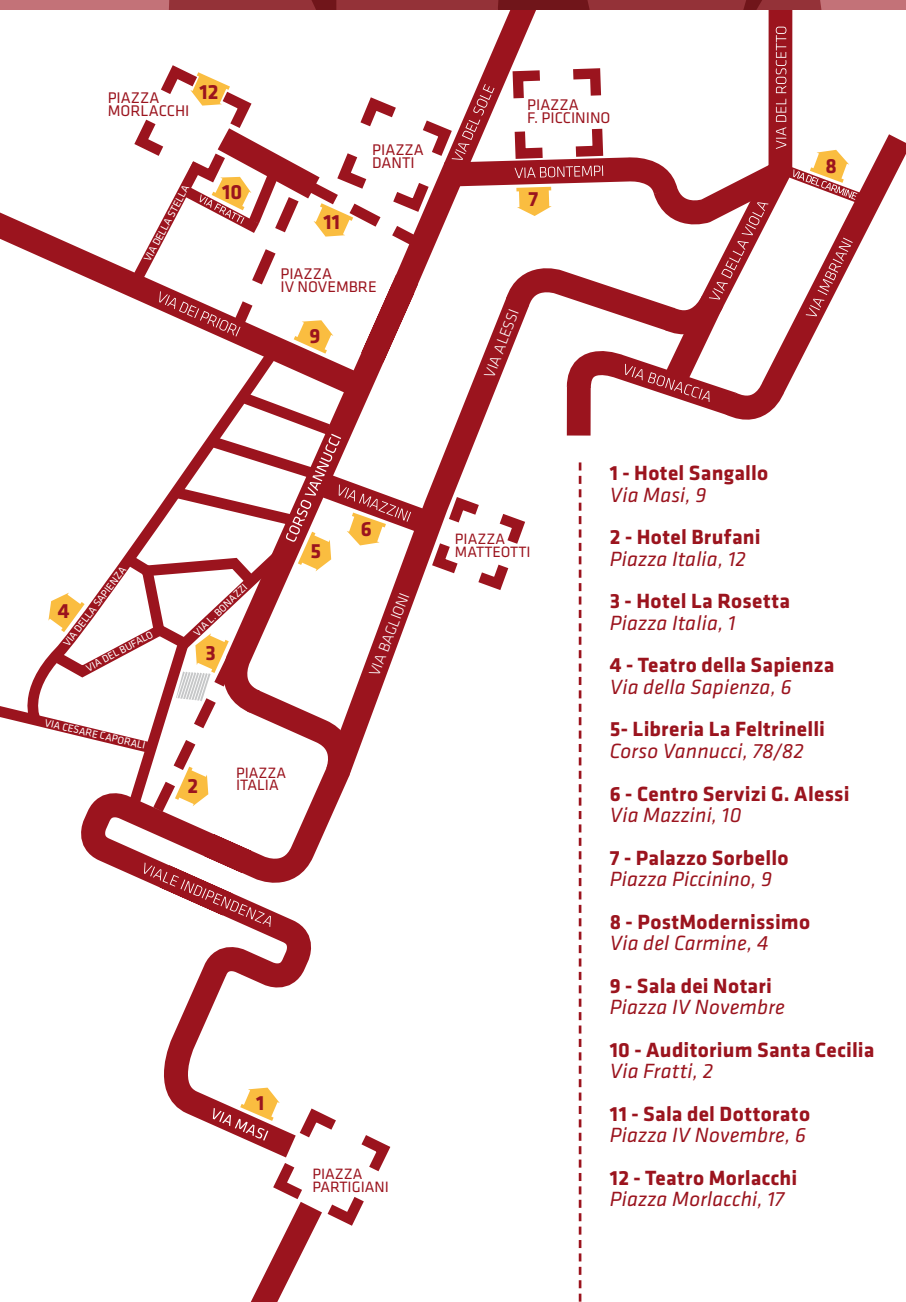 VIA DEL SOLE
VIA DEL ROSCETTO
12
PIAZZA
MORLACCHI
PIAZZA
F. PICCININO
PIAZZA
DANTI
8
VIA DEL CARMINE
VIA BONTEMPI
7
10
VIA FRATTI
VIA DELLA STELLA
11
VIA DELLA VIOLA
VIA IMBRIANI
PIAZZA
IV NOVEMBRE
VIA DEI PRIORI
9
VIA ALESSI
VIA BONACCIA
CORSO VANNUCCI
VIA MAZZINI
6
5
PIAZZA
MATTEOTTI
4
VIA DELLA SAPIENZA
VIA L. BONAZZI
VIA DEL BUFALO
3
VIA BAGLIONI
VIA CESARE CAPORALI
2
PIAZZA
ITALIA
VIALE INDIPENDENZA
1
VIA MASI
PIAZZA
PARTIGIANI
1 - Hotel Sangallo
Via Masi, 9
2 - Hotel Brufani
Piazza Italia, 12
3 - Hotel La Rosetta
Piazza Italia, 1
4 - Teatro della Sapienza
Via della Sapienza, 6
5- Libreria La Feltrinelli
Corso Vannucci, 78/82
6 - Centro Servizi G. Alessi
Via Mazzini, 10
7 - Palazzo Sorbello
Piazza Piccinino, 9
8 - PostModernissimo
Via del Carmine, 4
9 - Sala dei Notari
Piazza IV Novembre
10 - Auditorium Santa Cecilia
Via Fratti, 2
11 - Sala del Dottorato
Piazza IV Novembre, 6
12 - Teatro Morlacchi
Piazza Morlacchi, 17